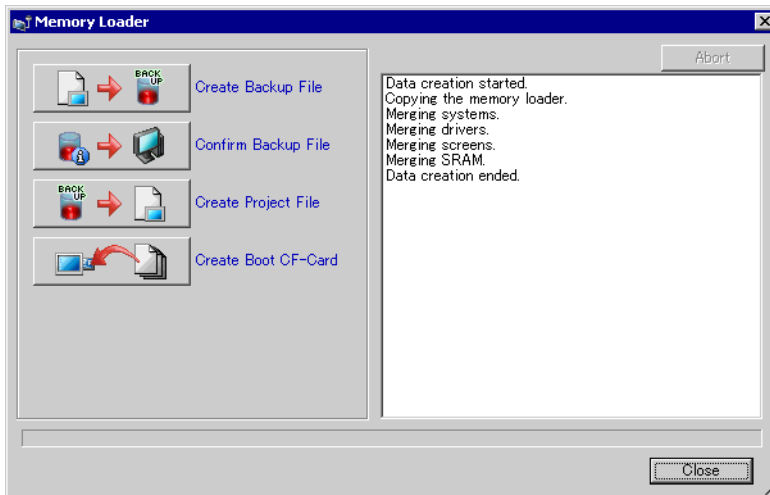 Memory Loader
Abort
BACK
UP
Create Backup File
Confirm Backup File
BACK
UP
Create Project File
Create Boot CF-Card
Data creation started.
Copying the memory loader.
Merging systems.
Merging drivers.
Merging screens.
Merging SRAM.
Data creation ended.
Close